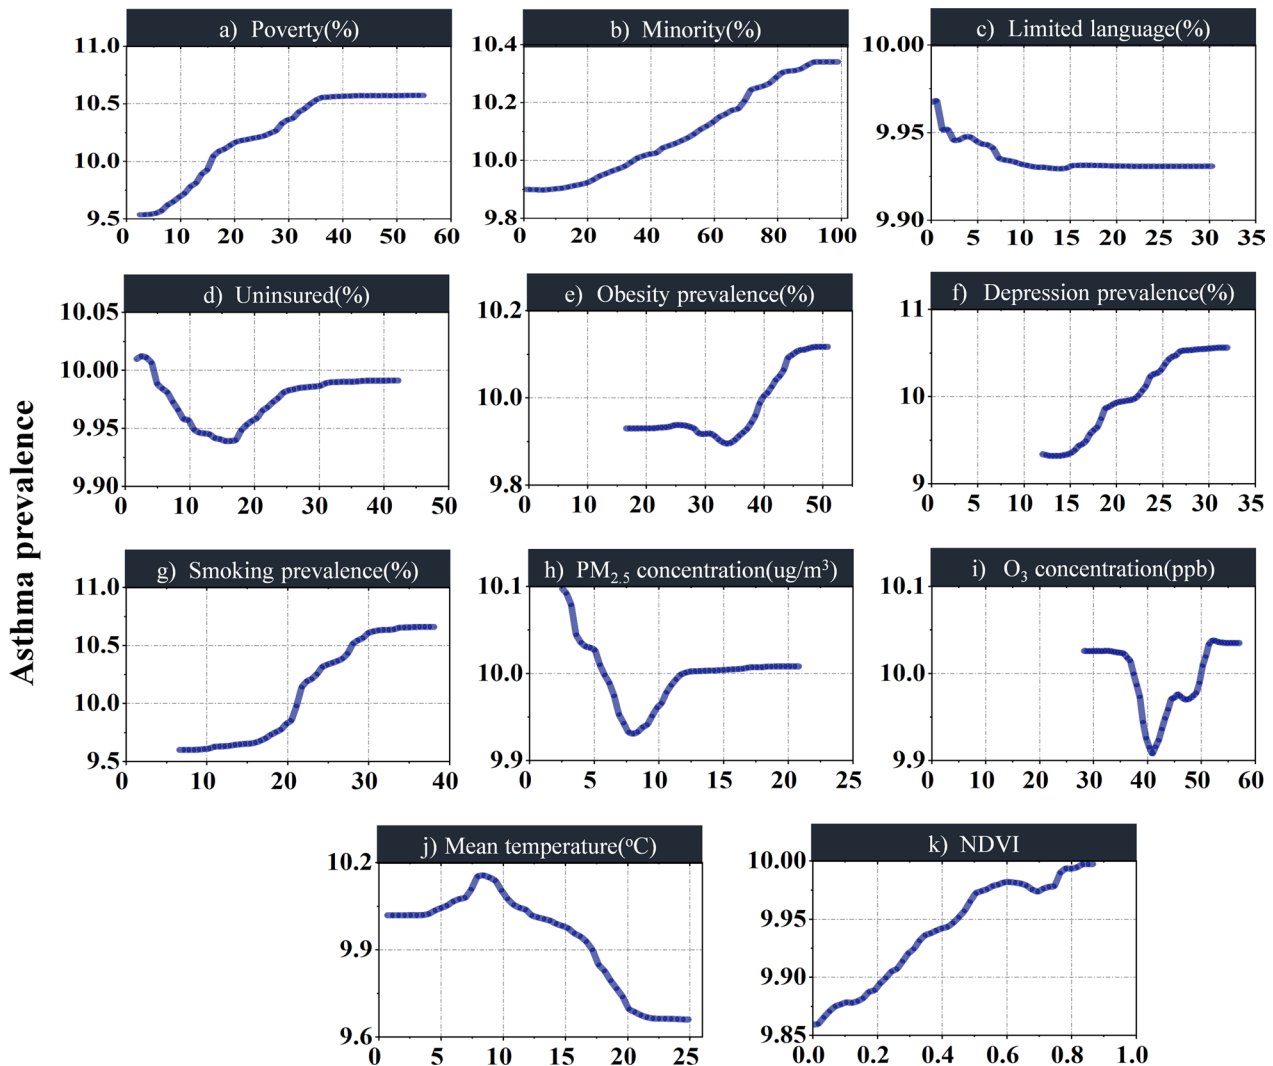 Asthma prevalence
a) Poverty(%)
11.0
10.5
10.0
9.5
0 10 20 30 40 50 60
b) Minority(%)
10.4
10.2
10.0
9.8
0 20 40 60 80 100
c) Limited language(%)
10.00
9.95
9.90
0 5 10 15 20 25 30 35
d) Uninsured(%)
10.05
10.00
9.95
9.90
0 10 20 30 40 50
e) Obesity prevalence(%)
10.2
10.0
9.8
0 10 20 30 40 50
f) Depression prevalence(%)
11
10
9
0 5 10 15 20 25 30 35
g) Smoking prevalence(%)
11.0
10.5
10.0
9.5
0 10 20 30 40
h) PM2.5 concentration(ug/m³)
10.1
10.0
9.9
0 5 10 15 20 25
i) O3 concentration(ppb)
10.1
10.0
9.9
0 10 20 30 40 50 60
j) Mean temperature(°C)
10.2
9.9
9.6
0 5 10 15 20 25
k) NDVI
10.00
9.95
9.90
9.85
0.0 0.2 0.4 0.6 0.8 1.0